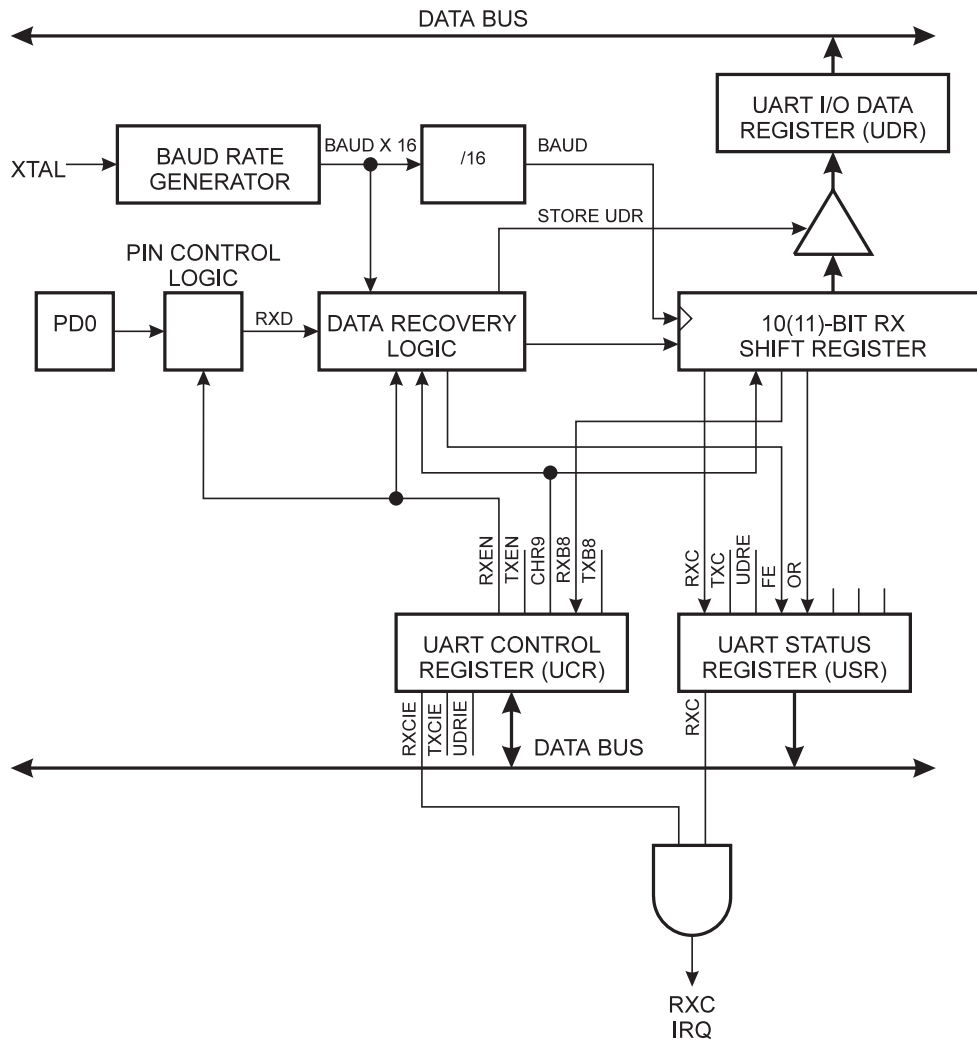 DATA BUS
UART I/O DATA
REGISTER (UDR)
XTAL
BAUD RATE
GENERATOR
BAUD X 16
/16
BAUD
STORE UDR
PIN CONTROL
LOGIC
PD0
RXD
DATA RECOVERY
LOGIC
10(11)-BIT RX
SHIFT REGISTER
RXEN
TXEN
CHR9
RXB8
TXB8
RXC
TXC
UDRE
FE
OR
UART CONTROL
REGISTER (UCR)
UART STATUS
REGISTER (USR)
RXCIE
TXCIE
UDRIE
RXC
DATA BUS
RXC
IRQ